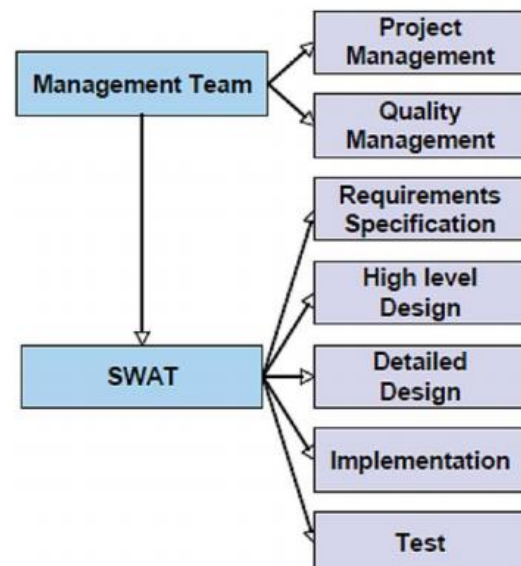 Project
Management
Management Team
Quality
Management
Requirements
Specification
High level
Design
SWAT
Detailed
Design
Implementation
Test